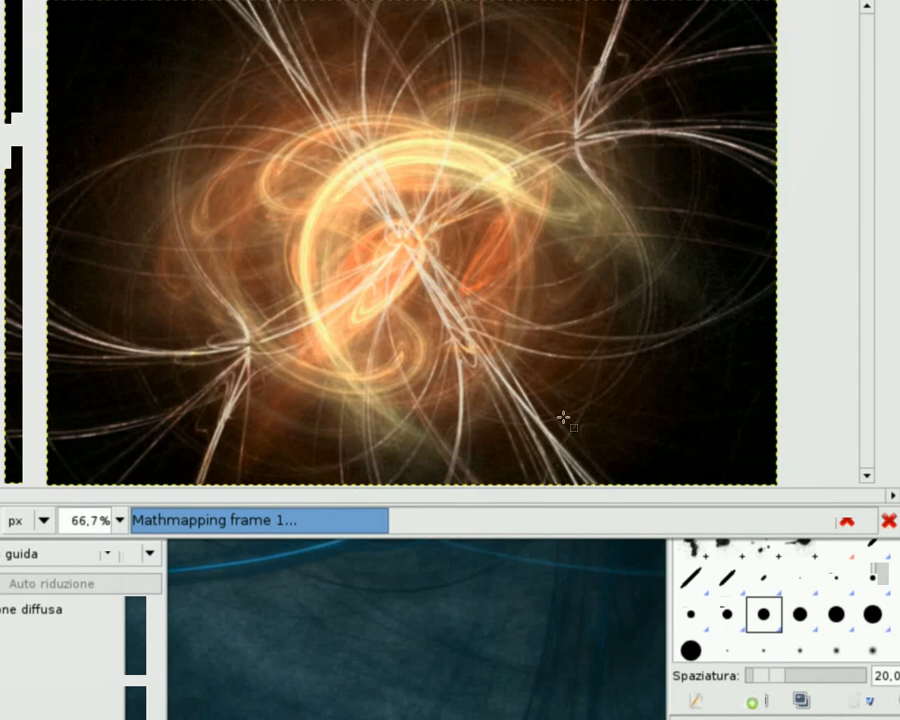 px
66,7%
Mathmapping frame 1...
guida
Auto riduzione
one diffusa
Spaziatura:
20,0